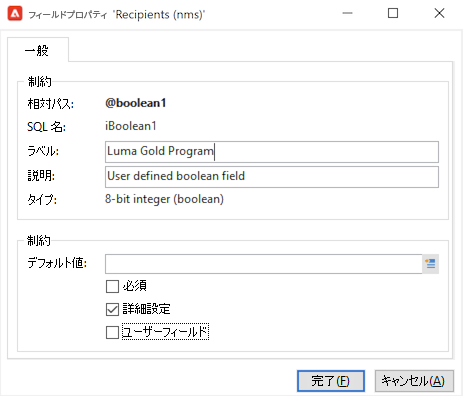 フィールドプロパティ 'Recipients (nms)'
一般
制約
相対パス: @boolean1
SQL 名: iBoolean1
ラベル: Luma Gold Program
説明: User defined boolean field
タイプ: 8-bit integer (boolean)
制約
デフォルト値:
必須
詳細設定
ユーザーフィールド
完了(F) キャンセル(A)